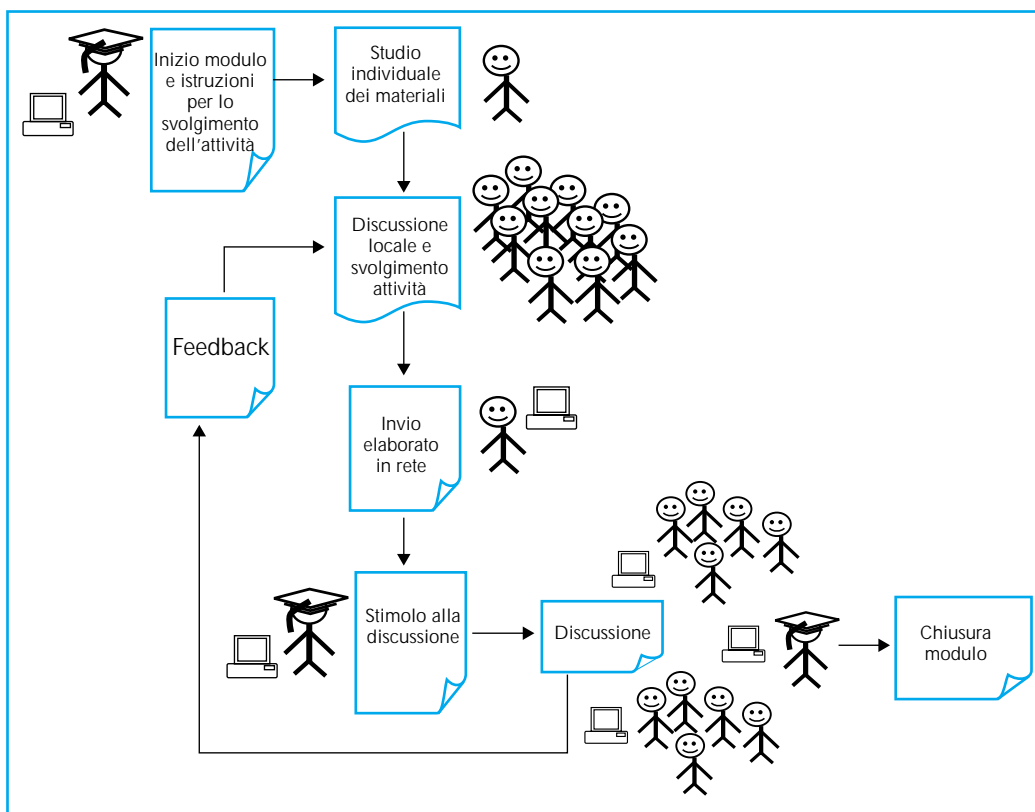 Inizio modulo
e istruzioni
per lo
svolgimento
dell'attività
Studio
individuale
dei materiali
Discussione
locale e
svolgimento
attività
Feedback
Invio
elaborato
in rete
Stimolo alla
discussione
Discussione
Chiusura
modulo